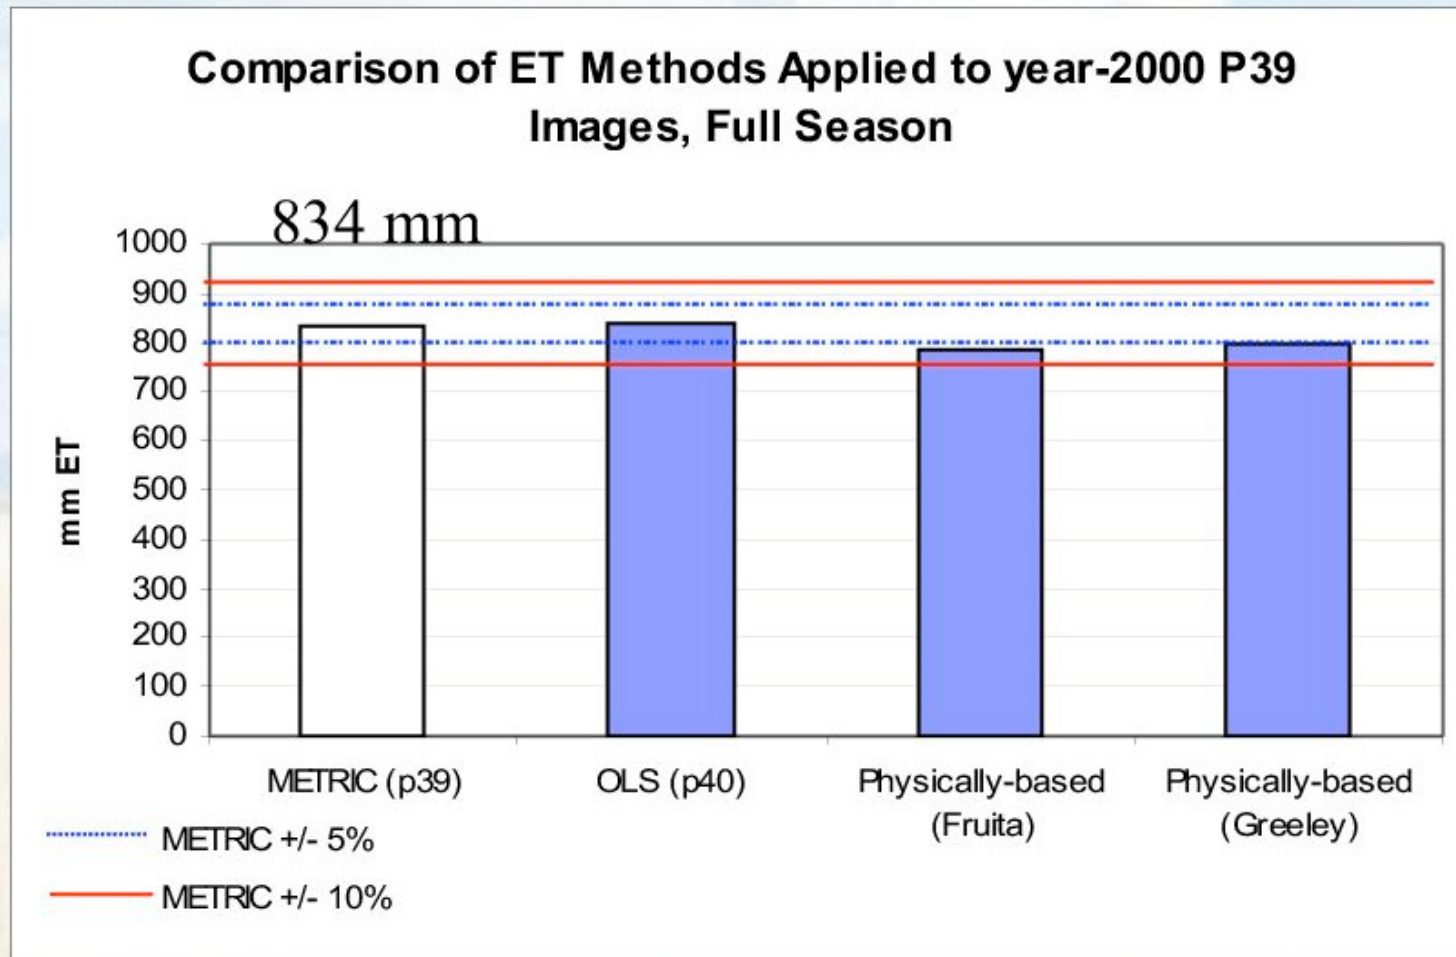 Comparison of ET Methods Applied to year-2000 P39
Images, Full Season
834 mm
1000
900
800
700
600
500
400
300
200
100
0
mm ET
METRIC (p39)
OLS (p40)
Physically-based
(Fruita)
Physically-based
(Greeley)
METRIC +/- 5%
METRIC +/- 10%